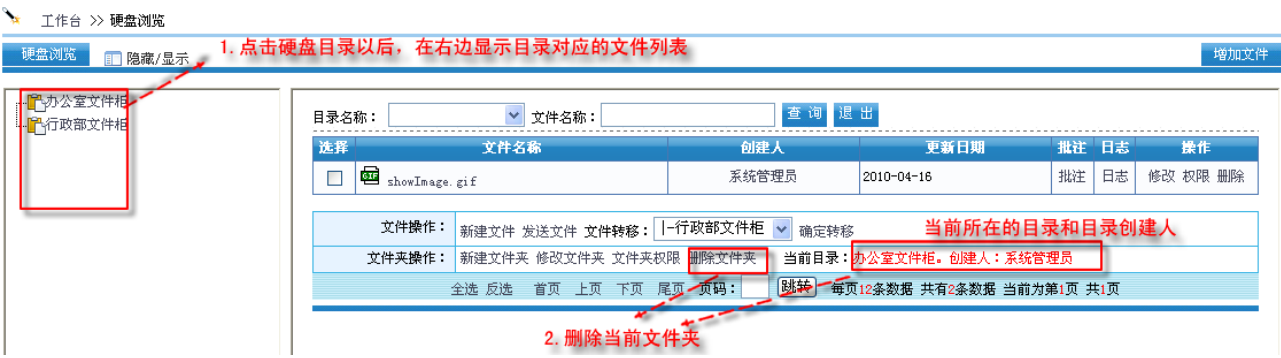 工作台 >> 硬盘浏览
硬盘浏览 隐藏/显示 1. 点击硬盘目录以后，在右边显示目录对应的文件列表 增加文件
办公室文件柜
行政部文件柜
目录名称： 文件名称： 查询 退出
选择 文件名称 创建人 更新日期 批注 日志 操作
GIF showImage.gif 系统管理员 2010-04-16 批注 日志 修改 权限 删除
文件操作： 新建文件 发送文件 文件转移： |-行政部文件柜 确定转移 当前所在的目录和目录创建人
文件夹操作： 新建文件夹 修改文件夹 文件夹权限 删除文件夹 当前目录：办公室文件柜。创建人：系统管理员
全选 反选 首页 上页 下页 尾页 页码： 跳转 每页12条数据 共有2条数据 当前为第1页 共1页
2. 删除当前文件夹